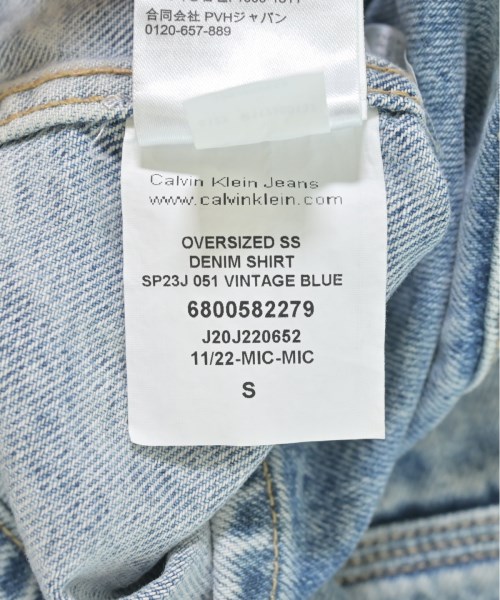 合同会社 PVHジャパン
0120-657-889
Calvin Klein Jeans
www.calvinklein.com
OVERSIZED SS
DENIM SHIRT
SP23J 051 VINTAGE BLUE
6800582279
J20J220652
11/22-MIC-MIC
S